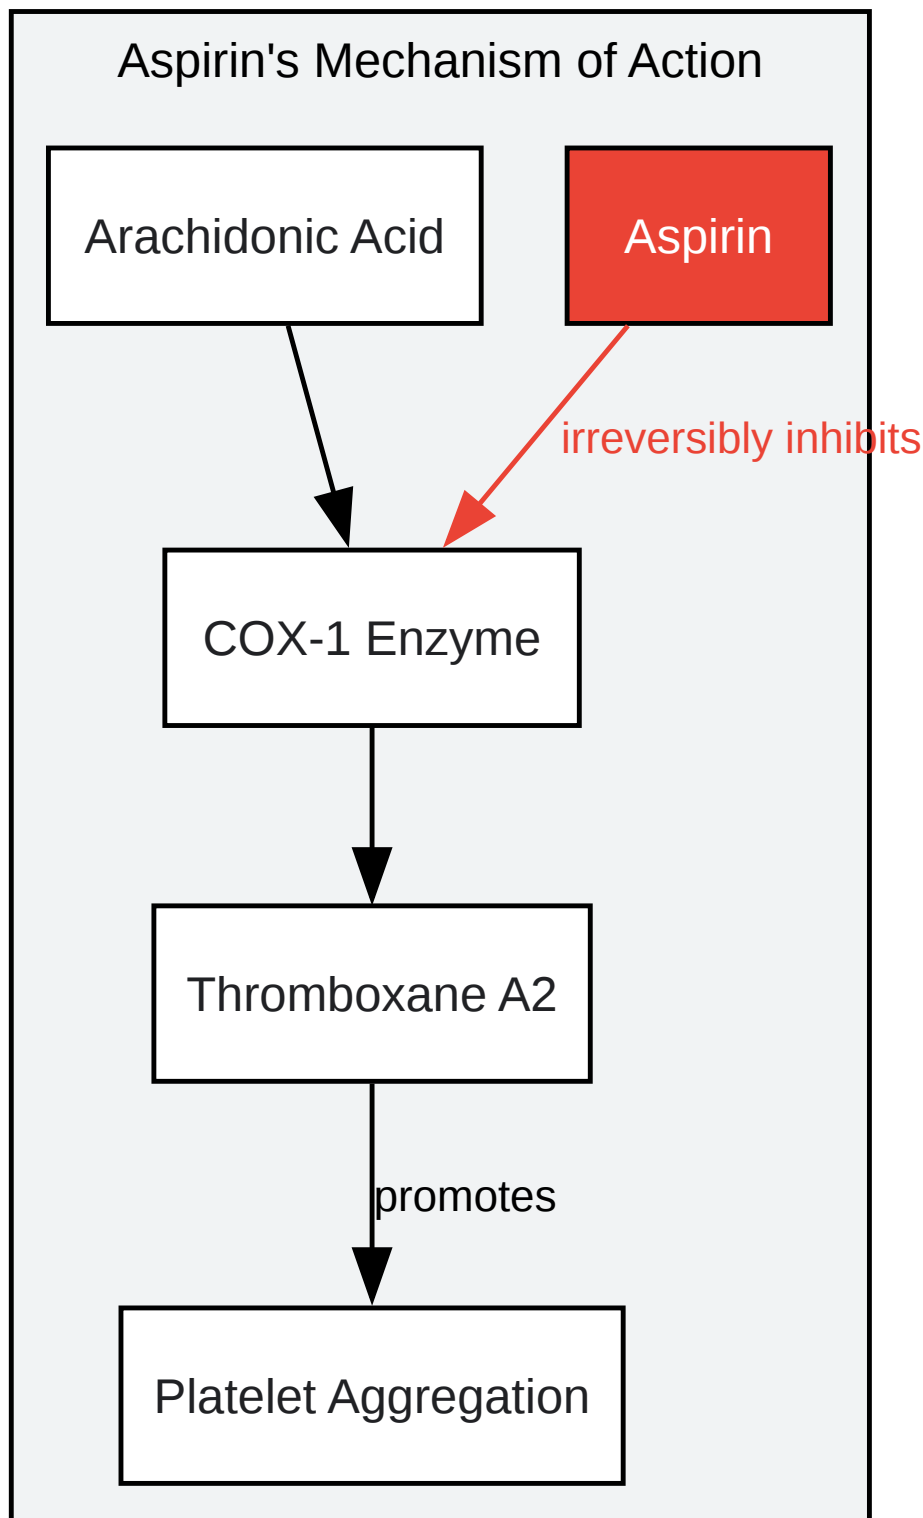 Aspirin's Mechanism of Action
Arachidonic Acid
Aspirin
irreversibly inhibits
COX-1 Enzyme
Thromboxane A2
promotes
Platelet Aggregation